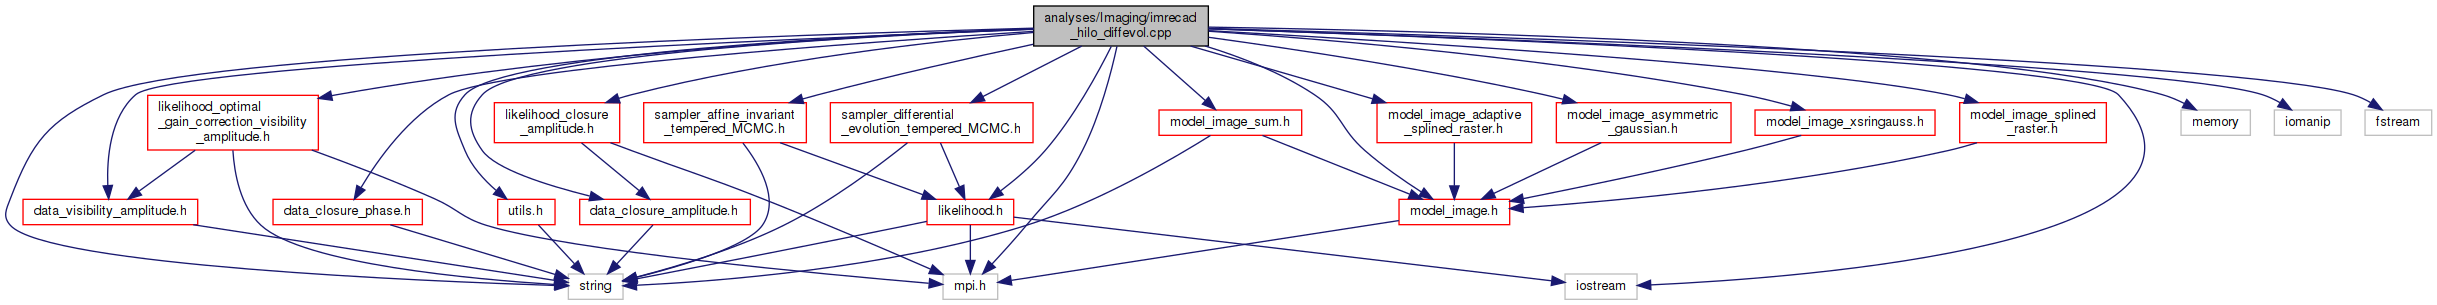 analyses/Imaging/imrecad
_hilo_diffevol.cpp
likelihood_optimal
_gain_correction_visibility
_amplitude.h
likelihood_closure
_amplitude.h
sampler_affine_invariant
_tempered_MCMC.h
sampler_differential
_evolution_tempered_MCMC.h
model_image_sum.h
model_image_adaptive
_splined_raster.h
model_image_asymmetric
_gaussian.h
model_image_xsringauss.h
model_image_splined
_raster.h
memory
iomanip
fstream
data_visibility_amplitude.h
data_closure_phase.h
utils.h
data_closure_amplitude.h
likelihood.h
model_image.h
string
mpi.h
iostream